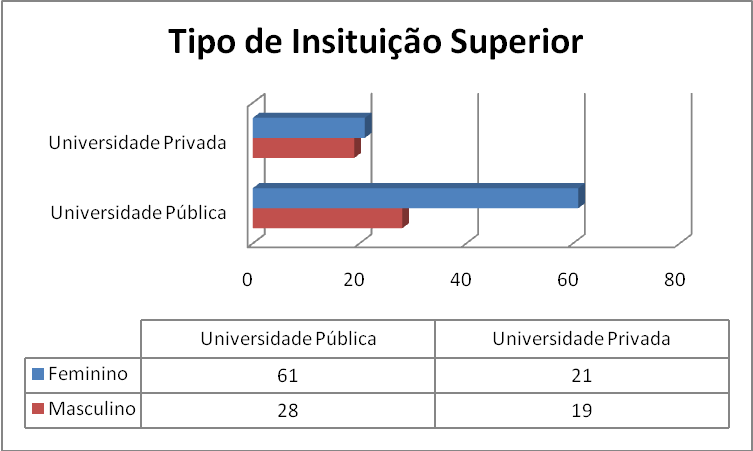 Tipo de Insituição Superior
Universidade Privada
Universidade Pública
0 20 40 60 80
Universidade Pública Universidade Privada
Feminino 61 21
Masculino 28 19